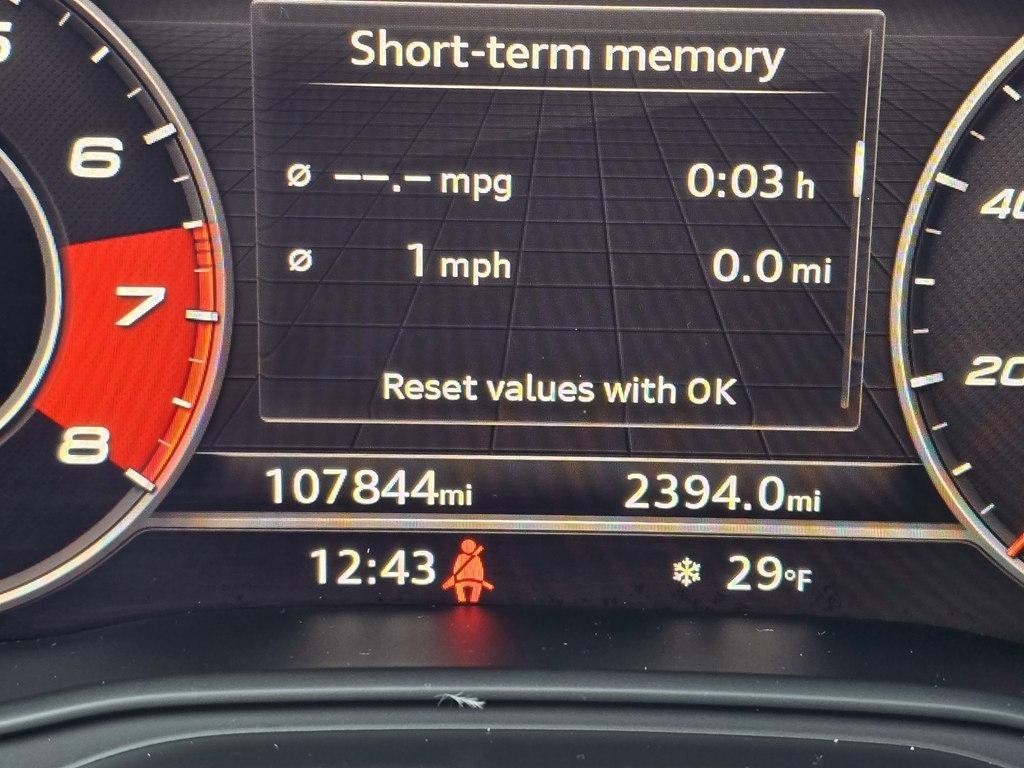 Short-term memory
Ø --.- mpg 0:03 h
Ø 1 mph 0.0 mi
Reset values with OK
107844mi 2394.0mi
12:43 29°F
6
7
8
20